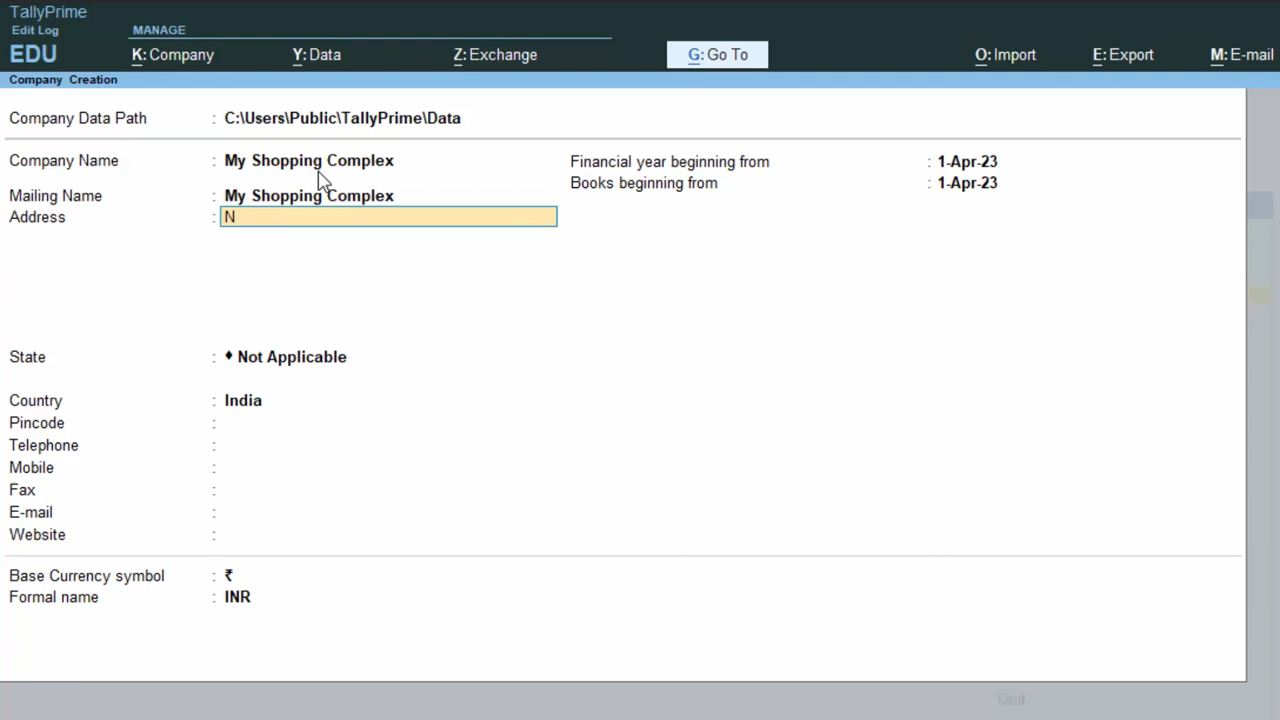 TallyPrime
Edit Log
EDU
MANAGE
K: Company
Y: Data
Z: Exchange
G: Go To
O: Import
E: Export
M: E-mail
Company Creation
Company Data Path : C:\Users\Public\TallyPrime\Data
Company Name : My Shopping Complex
Financial year beginning from : 1-Apr-23
Books beginning from : 1-Apr-23
Mailing Name : My Shopping Complex
Address : N
State : ♦ Not Applicable
Country : India
Pincode :
Telephone :
Mobile :
Fax :
E-mail :
Website :
Base Currency symbol : ₹
Formal name : INR
Quit